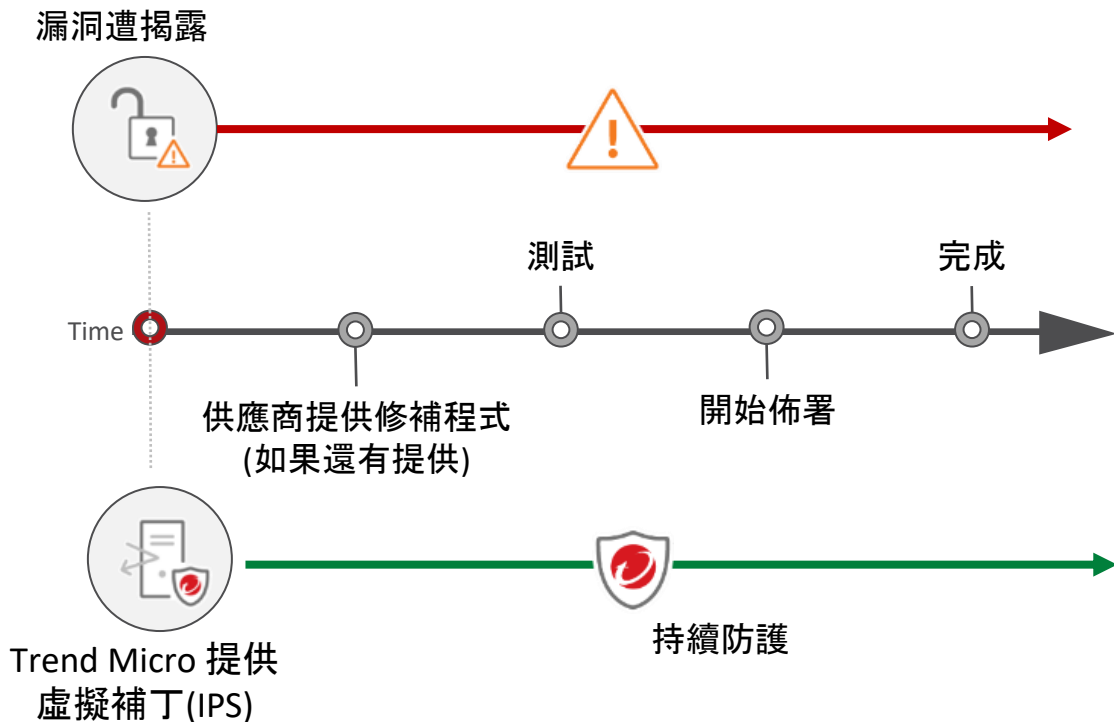 漏洞遭揭露
測試
完成
Time
供應商提供修補程式
(如果還有提供)
開始佈署
持續防護
Trend Micro 提供
虛擬補丁(IPS)